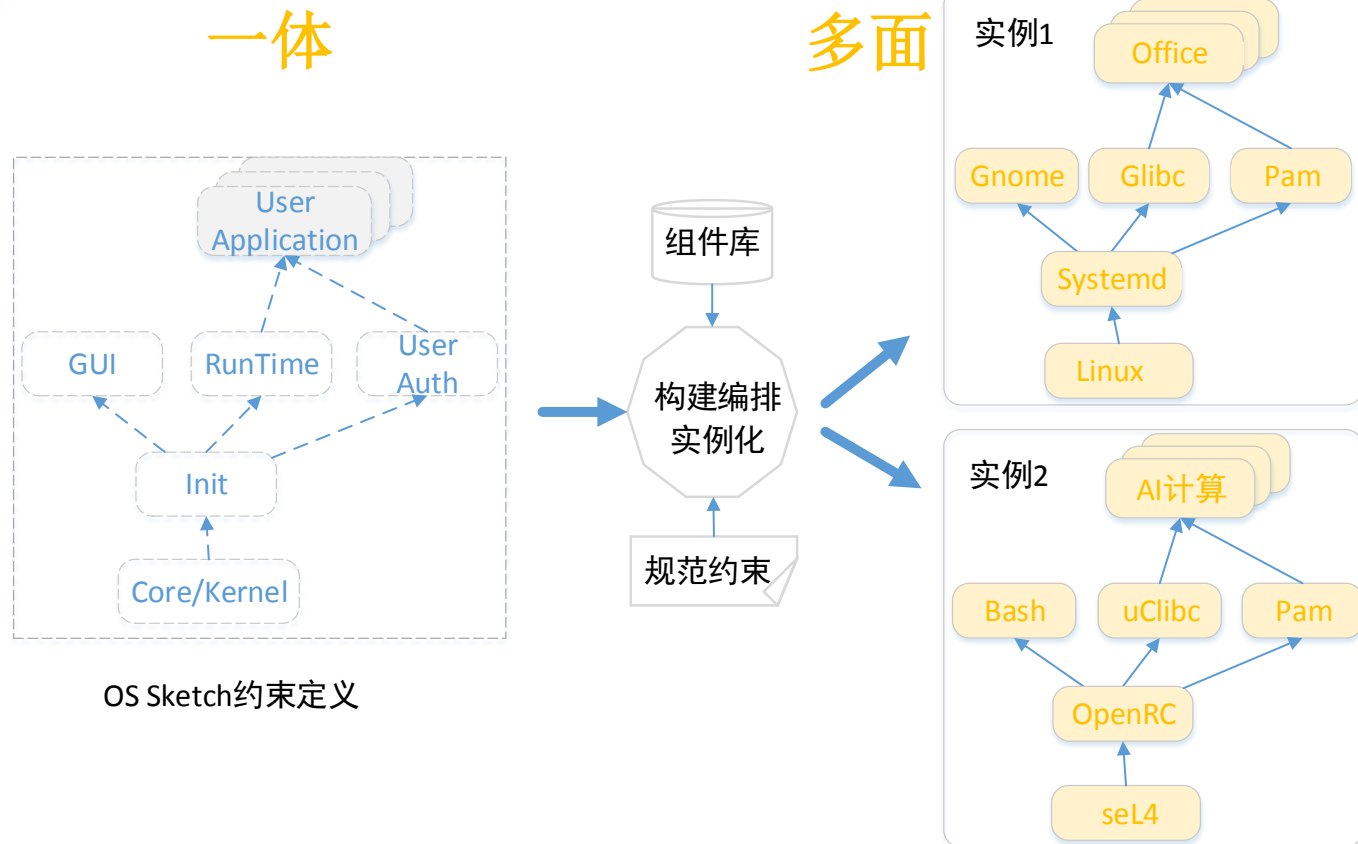 一体
User
Application
GUI
RunTime
User
Auth
Init
Core/Kernel
OS Sketch约束定义
组件库
构建编排
实例化
规范约束
多面
实例1
Office
Gnome
Glibc
Pam
Systemd
Linux
实例2
AI计算
Bash
uClibc
Pam
OpenRC
seL4